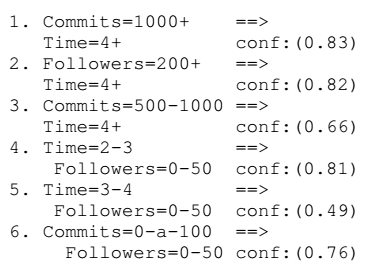 1. Commits=1000+ ==>
Time=4+ conf:(0.83)
2. Followers=200+ ==>
Time=4+ conf:(0.82)
3. Commits=500-1000 ==>
Time=4+ conf:(0.66)
4. Time=2-3 ==>
Followers=0-50 conf:(0.81)
5. Time=3-4 ==>
Followers=0-50 conf:(0.49)
6. Commits=0-a-100 ==>
Followers=0-50 conf:(0.76)